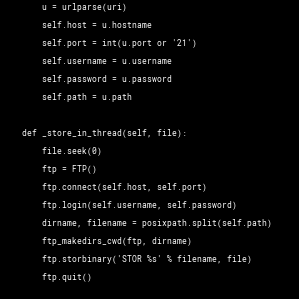 u = urlparse(uri)
self.host = u.hostname
self.port = int(u.port or '21')
self.username = u.username
self.password = u.password
self.path = u.path
def _store_in_thread(self, file):
file.seek(0)
ftp = FTP()
ftp.connect(self.host, self.port)
ftp.login(self.username, self.password)
dirname, filename = posixpath.split(self.path)
ftp_makedirs_cwd(ftp, dirname)
ftp.storbinary('STOR %s' % filename, file)
ftp.quit()